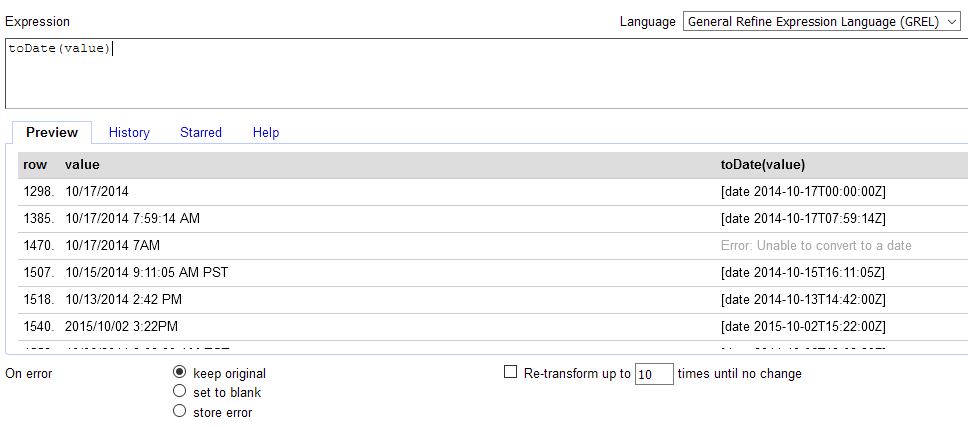 Expression Language General Refine Expression Language (GREL)
toDate(value)
Preview History Starred Help
row value toDate(value)
1298. 10/17/2014 [date 2014-10-17T00:00:00Z]
1385. 10/17/2014 7:59:14 AM [date 2014-10-17T07:59:14Z]
1470. 10/17/2014 7AM Error: Unable to convert to a date
1507. 10/15/2014 9:11:05 AM PST [date 2014-10-15T16:11:05Z]
1518. 10/13/2014 2:42 PM [date 2014-10-13T14:42:00Z]
1540. 2015/10/02 3:22PM [date 2015-10-02T15:22:00Z]
On error keep original Re-transform up to 10 times until no change
set to blank
store error